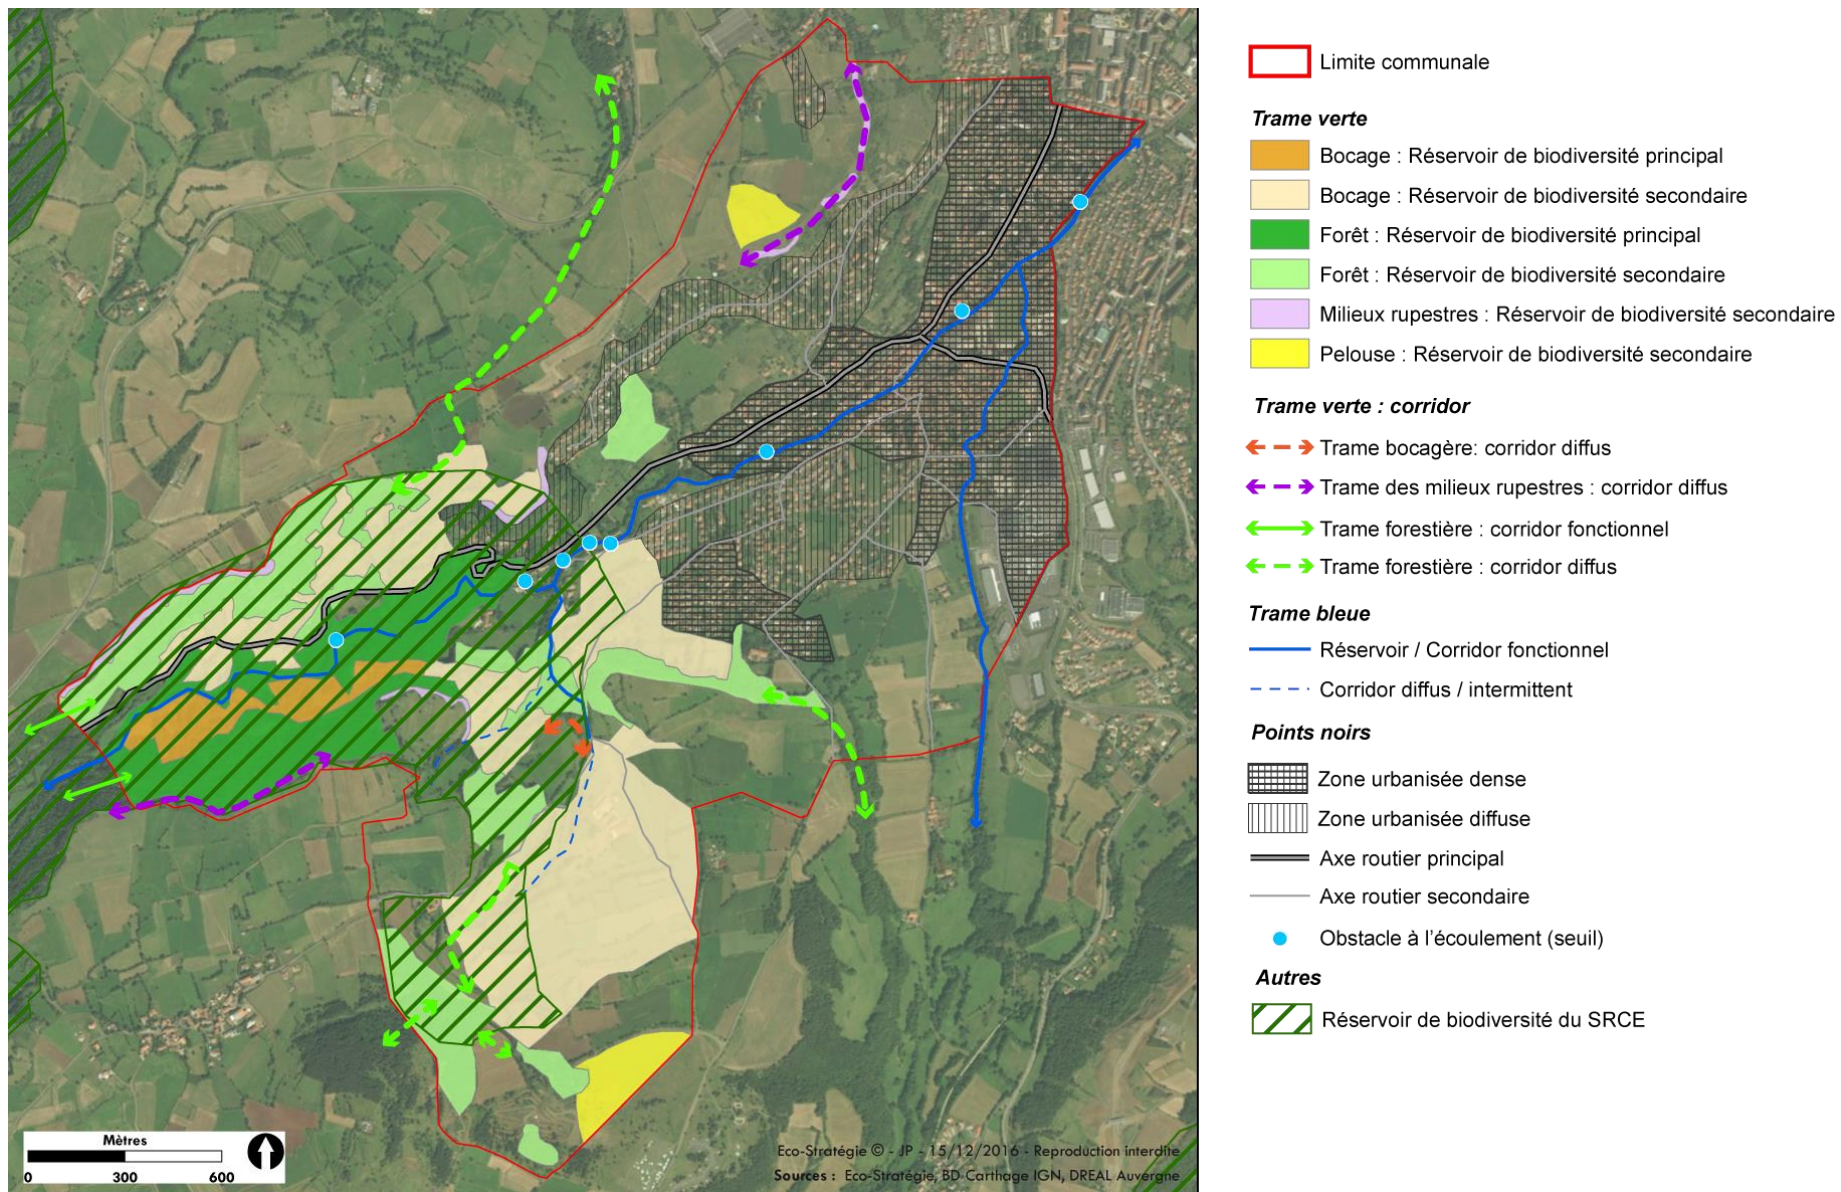 Limite communale
Trame verte
Bocage : Réservoir de biodiversité principal
Bocage : Réservoir de biodiversité secondaire
Forêt : Réservoir de biodiversité principal
Forêt : Réservoir de biodiversité secondaire
Milieux rupestres : Réservoir de biodiversité secondaire
Pelouse : Réservoir de biodiversité secondaire
Trame verte : corridor
Trame bocagère: corridor diffus
Trame des milieux rupestres : corridor diffus
Trame forestière : corridor fonctionnel
Trame forestière : corridor diffus
Trame bleue
Réservoir / Corridor fonctionnel
Corridor diffus / intermittent
Points noirs
Zone urbanisée dense
Zone urbanisée diffuse
Axe routier principal
Axe routier secondaire
Obstacle à l'écoulement (seuil)
Autres
Réservoir de biodiversité du SRCE
Mètres
0 300 600
Eco-Stratégie © - JP - 15/12/2016 - Reproduction interdite
Sources : Eco-Stratégie, BD Carthage IGN, DREAL Auvergne